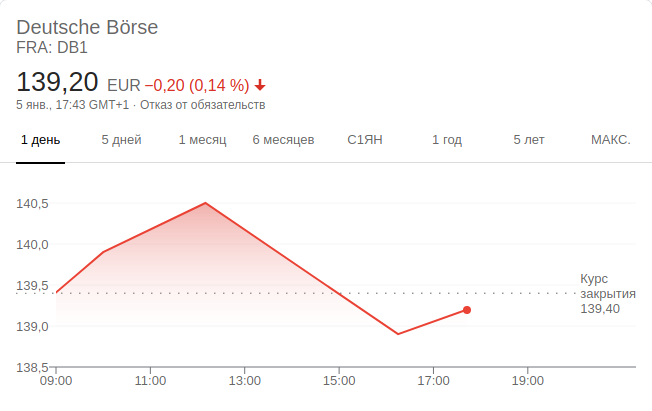 Deutsche Börse
FRA: DB1
139,20 EUR −0,20 (0,14 %)
5 янв., 17:43 GMT+1 · Отказ от обязательств
1 день 5 дней 1 месяц 6 месяцев С1ЯН 1 год 5 лет МАКС.
140,5
140,0
139,5
139,0
138,5
Курс
закрытия
139,40
09:00 11:00 13:00 15:00 17:00 19:00